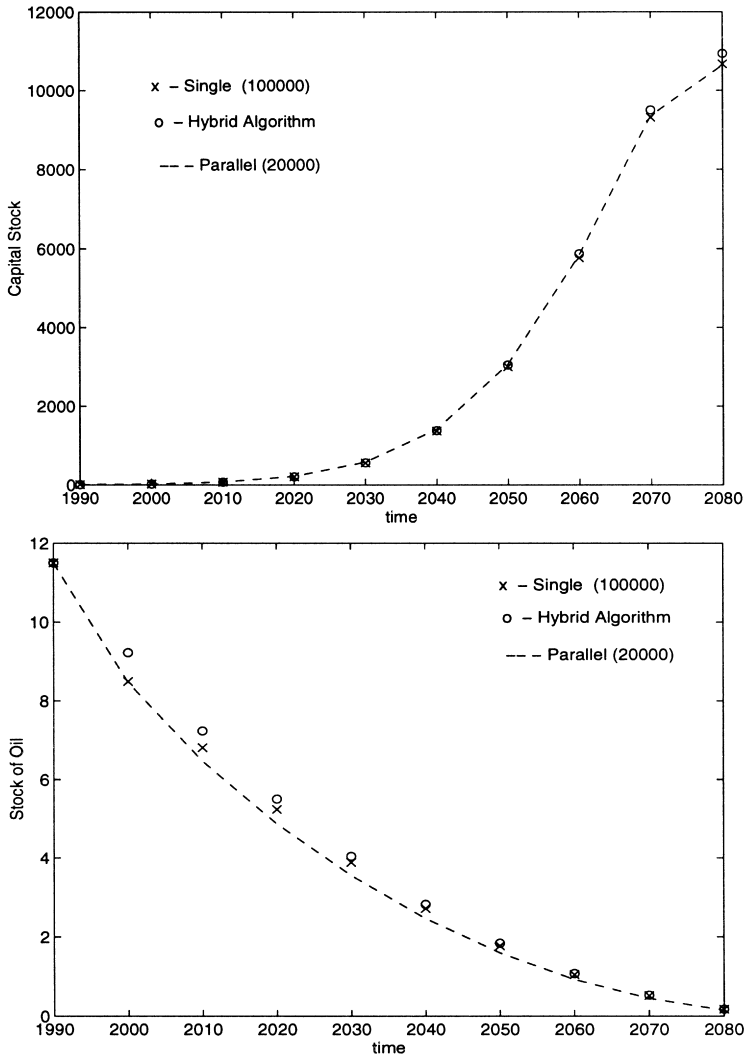 12000
10000
8000
6000
4000
2000
0
Capital Stock
x – Single (100000)
o – Hybrid Algorithm
--- Parallel (20000)
1990 2000 2010 2020 2030 2040 2050 2060 2070 2080
time
12
10
8
6
4
2
0
Stock of Oil
x – Single (100000)
o – Hybrid Algorithm
--- Parallel (20000)
1990 2000 2010 2020 2030 2040 2050 2060 2070 2080
time